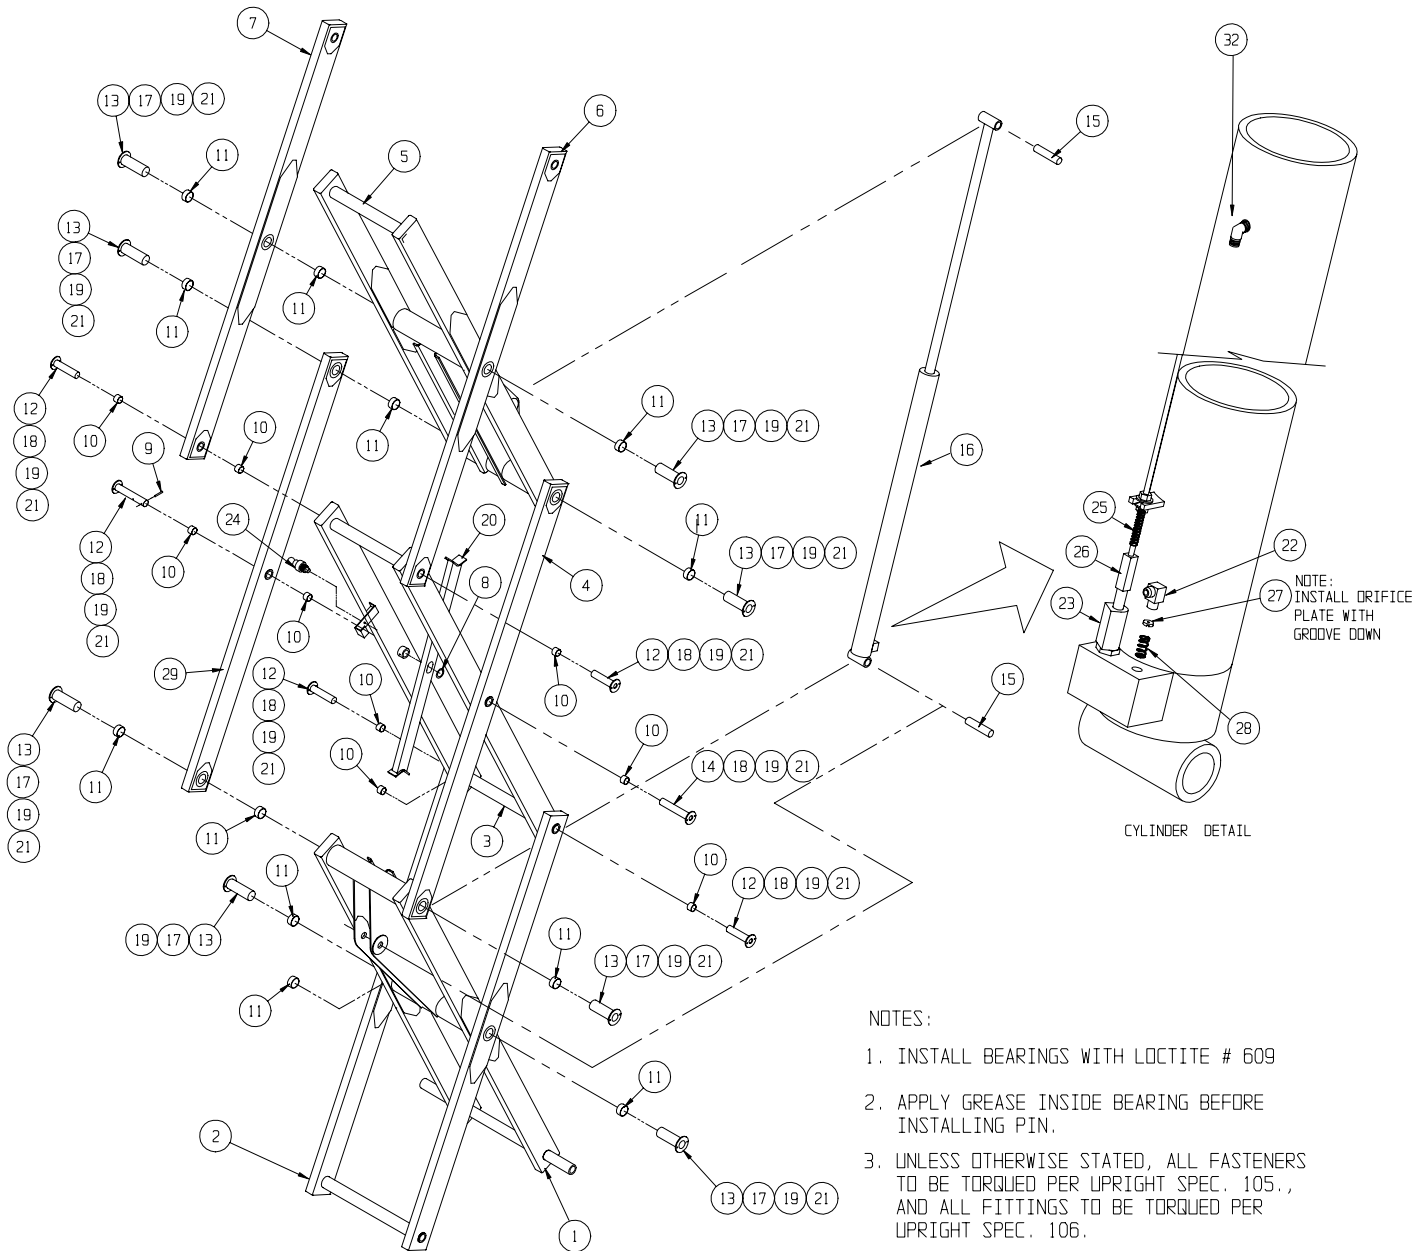 7
32
6
13 17 19 21
15
11
5
13
17
19
21
11
11
11
11
13 17 19 21
16
12
18
19
21
10
10
9
25
24
20
11
26
22
12
18
19
21
10
8
4
13 17 19 21
23
27
NOTE:
INSTALL ORIFICE
PLATE WITH
GROOVE DOWN
10
29
12
18
19
21
10
10
12 18 19 21
15
28
13
17
19
21
11
10
10
14 18 19 21
11
3
CYLINDER DETAIL
11
10
12 18 19 21
19 17 13
11
13 17 19 21
11
NOTES:
1. INSTALL BEARINGS WITH LOCTITE # 609
11
2. APPLY GREASE INSIDE BEARING BEFORE
INSTALLING PIN.
2
3. UNLESS OTHERWISE STATED, ALL FASTENERS
TO BE TORQUED PER UPRIGHT SPEC. 105.,
AND ALL FITTINGS TO BE TORQUED PER
UPRIGHT SPEC. 106.
13 17 19 21
1